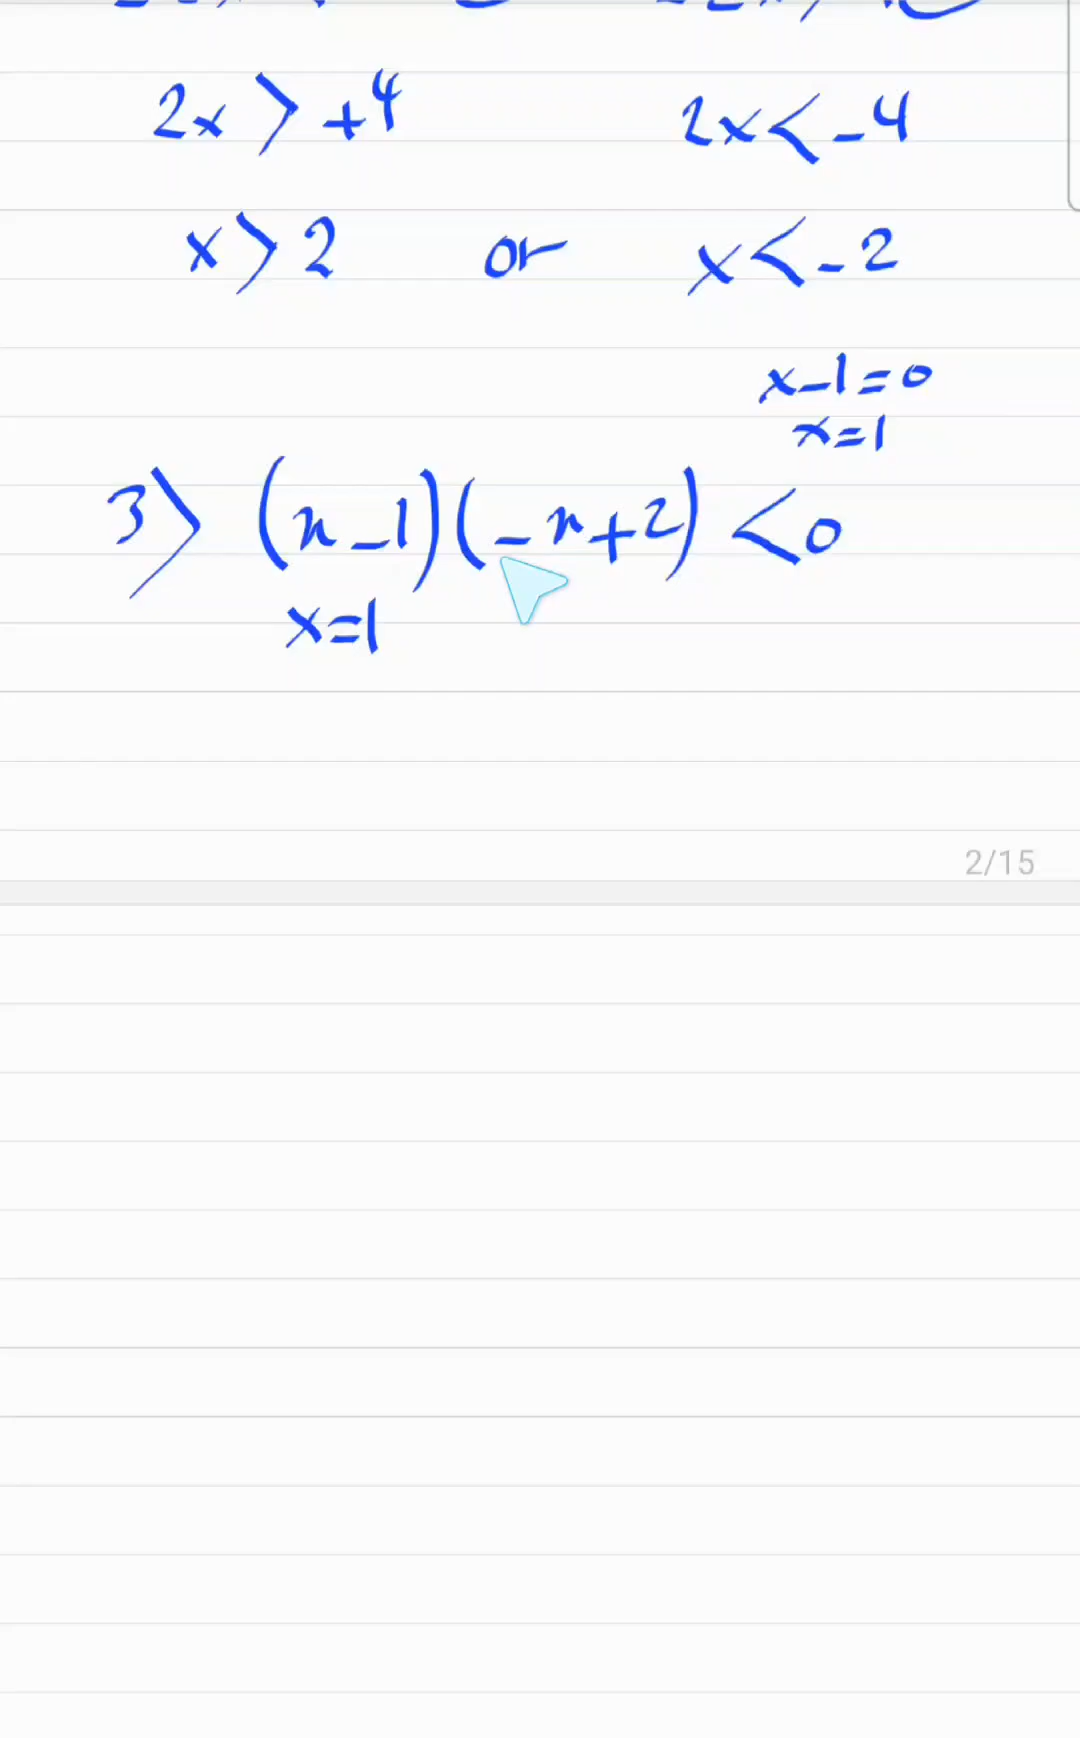 2x > +4 2x < -4
x > 2 or x < -2
x-1=0
x=1
3) (x-1)(-x+2) < 0
x=1
2/15